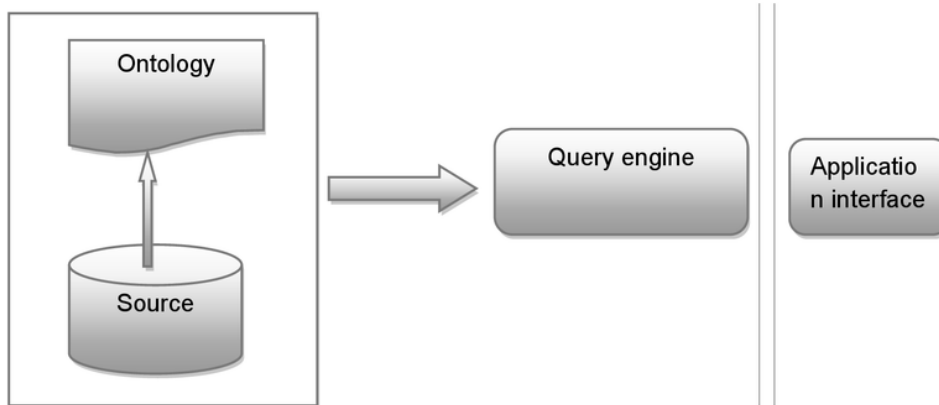 Ontology
Query engine
Applicatio
n interface
Source